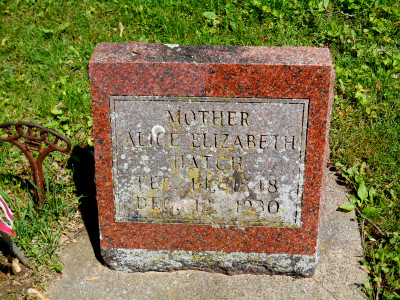 MOTHER
ALICE ELIZABETH
HATCH
FEB. 1848
DEC. 1930